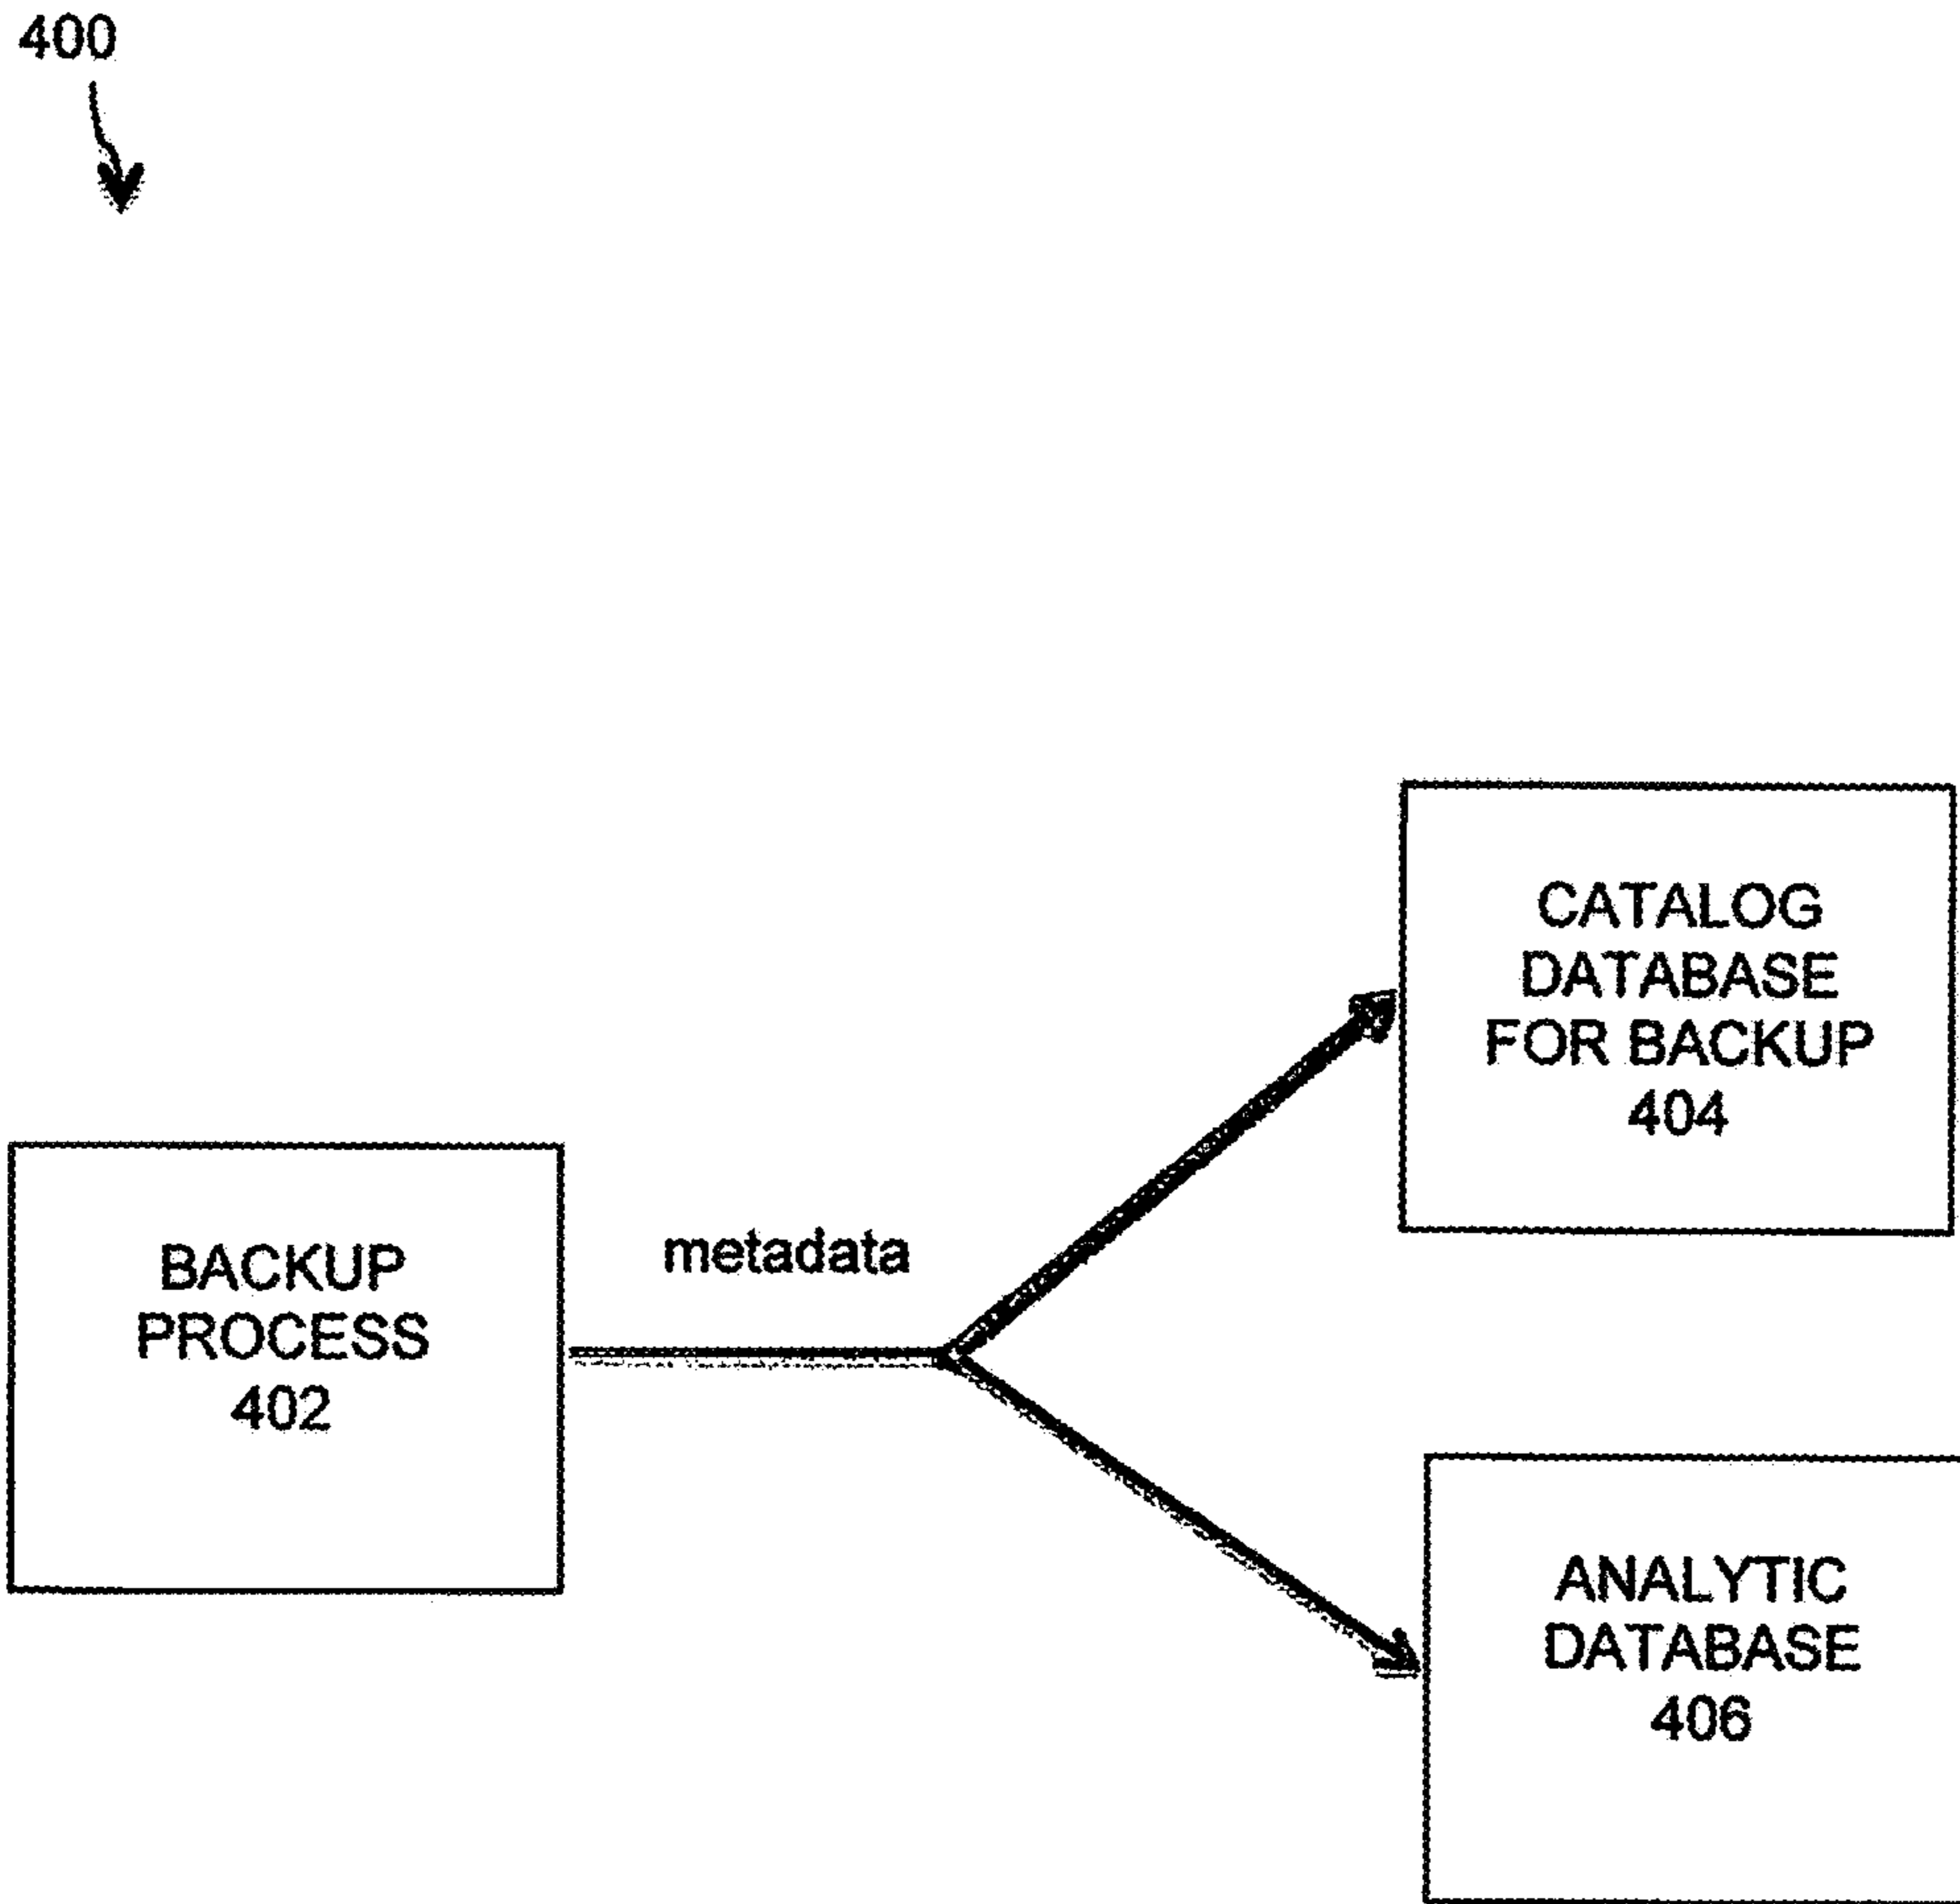 400
CATALOG
DATABASE
FOR BACKUP
404
BACKUP
PROCESS
402
metadata
ANALYTIC
DATABASE
406